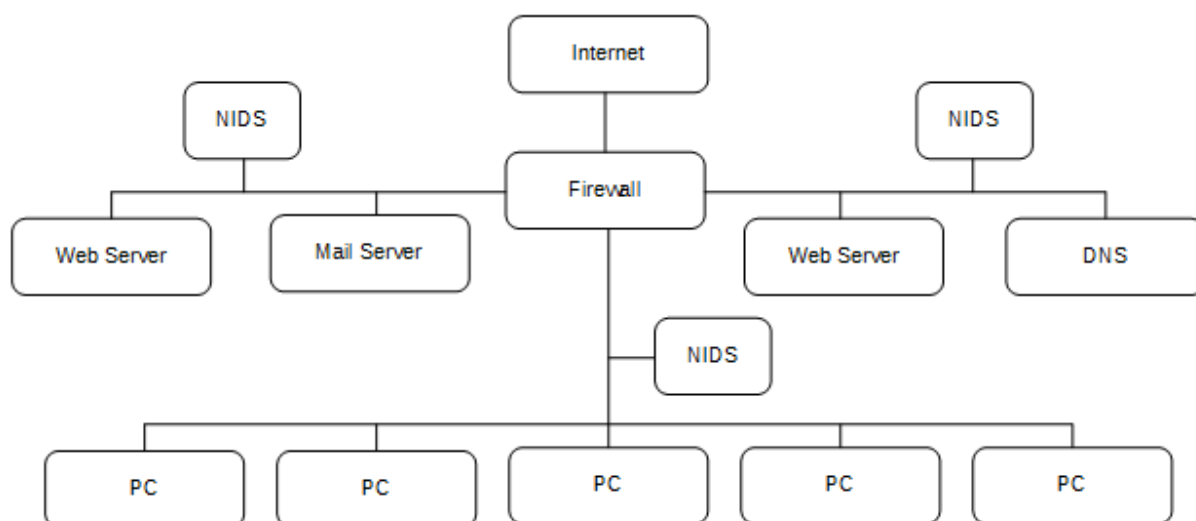 Internet
NIDS
NIDS
Firewall
Web Server
Mail Server
Web Server
DNS
NIDS
PC
PC
PC
PC
PC